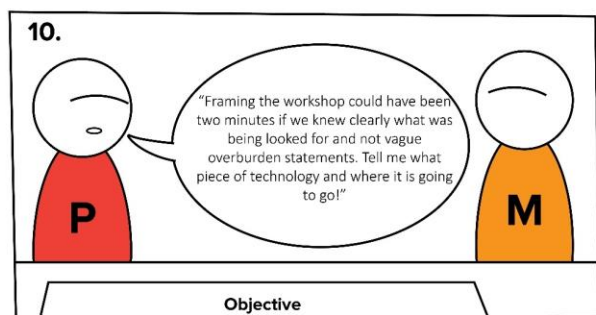 10.
“Framing the workshop could have been
two minutes if we knew clearly what was
being looked for and not vague
overburden statements. Tell me what
piece of technology and where it is going
to go!”
P
M
Objective